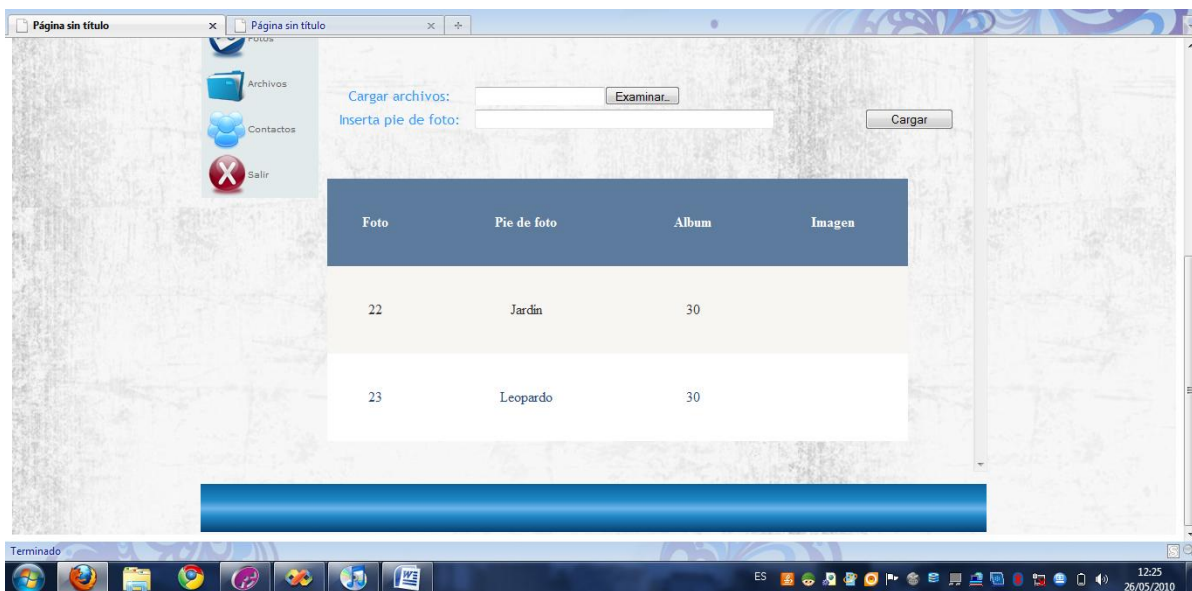 Página sin título x Página sin título x
Fotos
Archivos
Cargar archivos: Examinar...
Contactos
Inserta pie de foto: Cargar
Salir
Foto Pie de foto Album Imagen
22 Jardin 30
23 Leopardo 30
Terminado
ES 12:25
26/05/2010